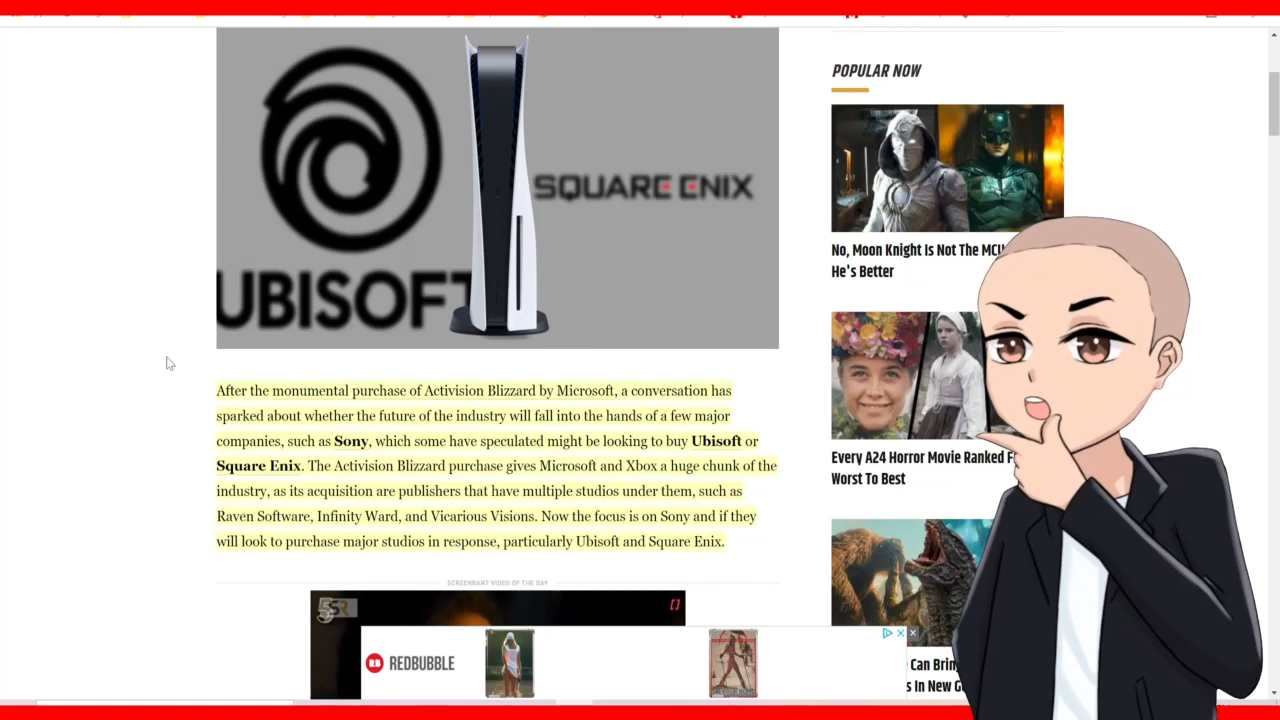 UBISOFT
SQUARE ENIX
After the monumental purchase of Activision Blizzard by Microsoft, a conversation has
sparked about whether the future of the industry will fall into the hands of a few major
companies, such as Sony, which some have speculated might be looking to buy Ubisoft or
Square Enix. The Activision Blizzard purchase gives Microsoft and Xbox a huge chunk of the
industry, as its acquisition are publishers that have multiple studios under them, such as
Raven Software, Infinity Ward, and Vicarious Visions. Now the focus is on Sony and if they
will look to purchase major studios in response, particularly Ubisoft and Square Enix.
SCREENRANT VIDEO OF THE DAY
SR
REDBUBBLE
POPULAR NOW
No, Moon Knight Is Not The MCU
He's Better
Every A24 Horror Movie Ranked F
Worst To Best
Can Brin
s In New G